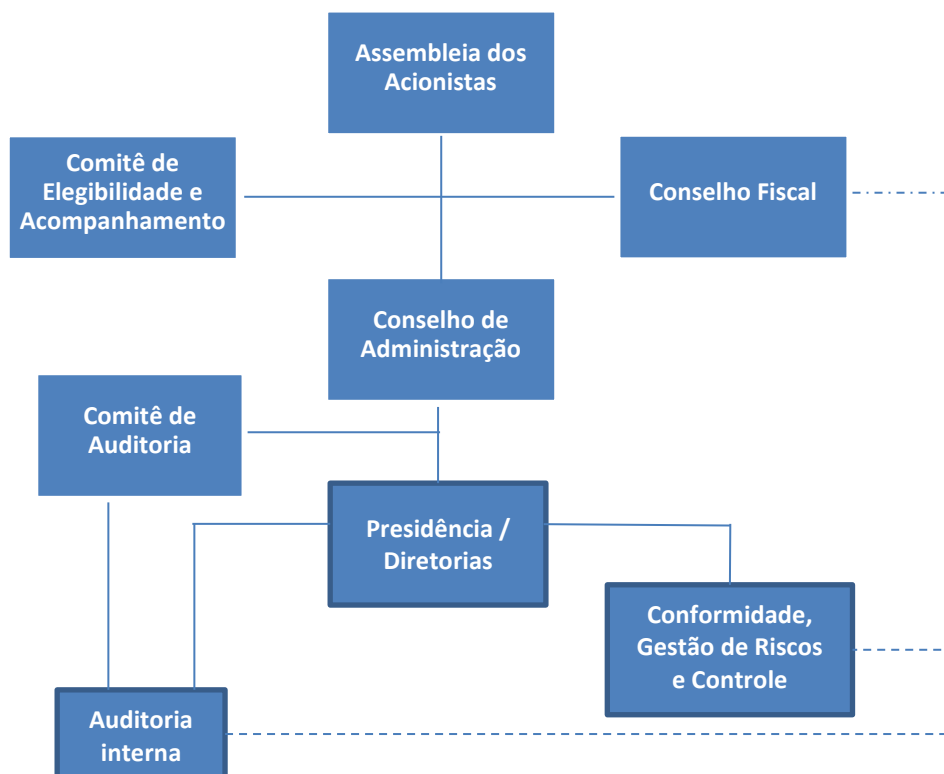 Assembleia dos
Acionistas
Comitê de
Elegibilidade e
Acompanhamento
Conselho Fiscal
Conselho de
Administração
Comitê de
Auditoria
Presidência /
Diretorias
Conformidade,
Gestão de Riscos
e Controle
Auditoria
interna